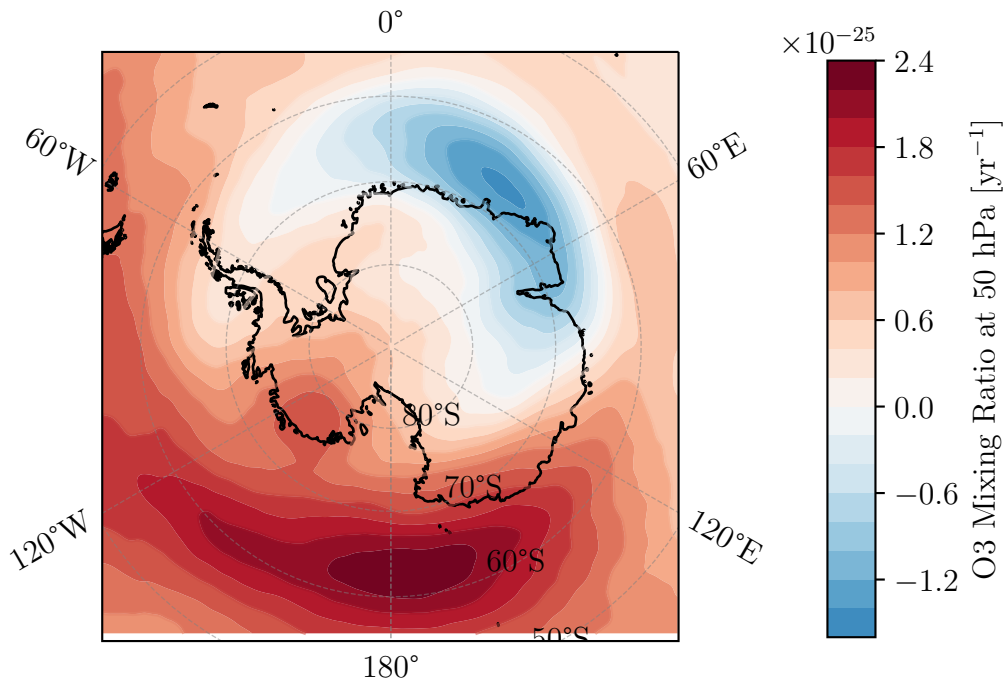 0°
×10⁻²⁵
60°W
60°E
80°S
70°S
60°S
50°S
120°W
120°E
180°
2.4
1.8
1.2
0.6
0.0
−0.6
−1.2
O3 Mixing Ratio at 50 hPa [yr⁻¹]